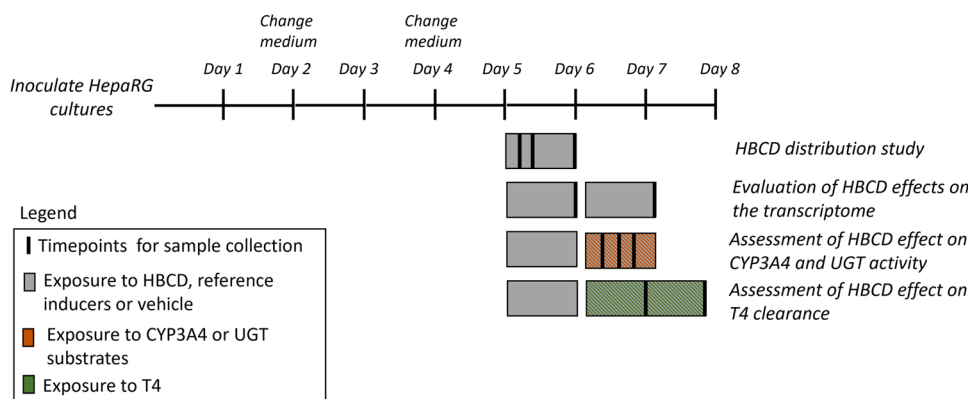 Change
medium
Change
medium
Day 1
Day 2
Day 3
Day 4
Day 5
Day 6
Day 7
Day 8
Inoculate HepaRG
cultures
HBCD distribution study
Evaluation of HBCD effects on
the transcriptome
Assessment of HBCD effect on
CYP3A4 and UGT activity
Assessment of HBCD effect on
T4 clearance
Legend
Timepoints for sample collection
Exposure to HBCD, reference
inducers or vehicle
Exposure to CYP3A4 or UGT
substrates
Exposure to T4